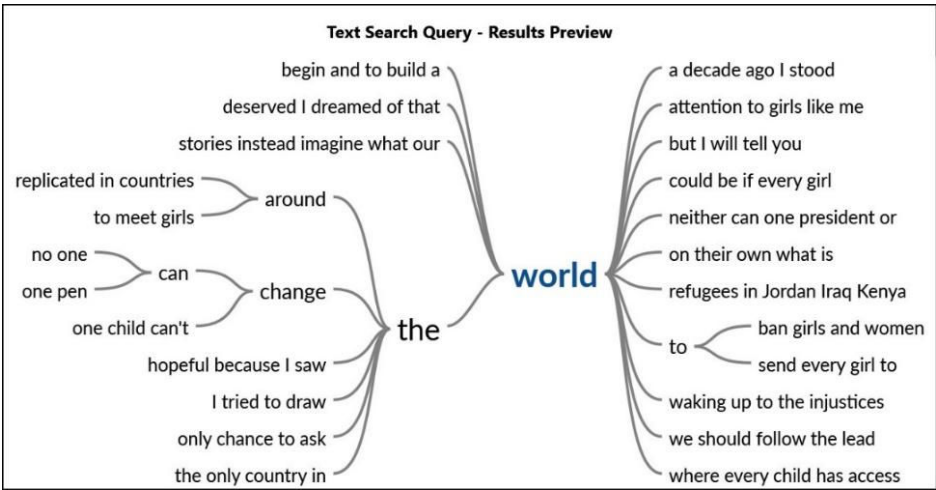 Text Search Query - Results Preview
begin and to build a
deserved I dreamed of that
stories instead imagine what our
replicated in countries
to meet girls
around
no one
one pen
can
one child can't
change
hopeful because I saw
I tried to draw
only chance to ask
the only country in
the
world
a decade ago I stood
attention to girls like me
but I will tell you
could be if every girl
neither can one president or
on their own what is
refugees in Jordan Iraq Kenya
to
ban girls and women
send every girl to
waking up to the injustices
we should follow the lead
where every child has access